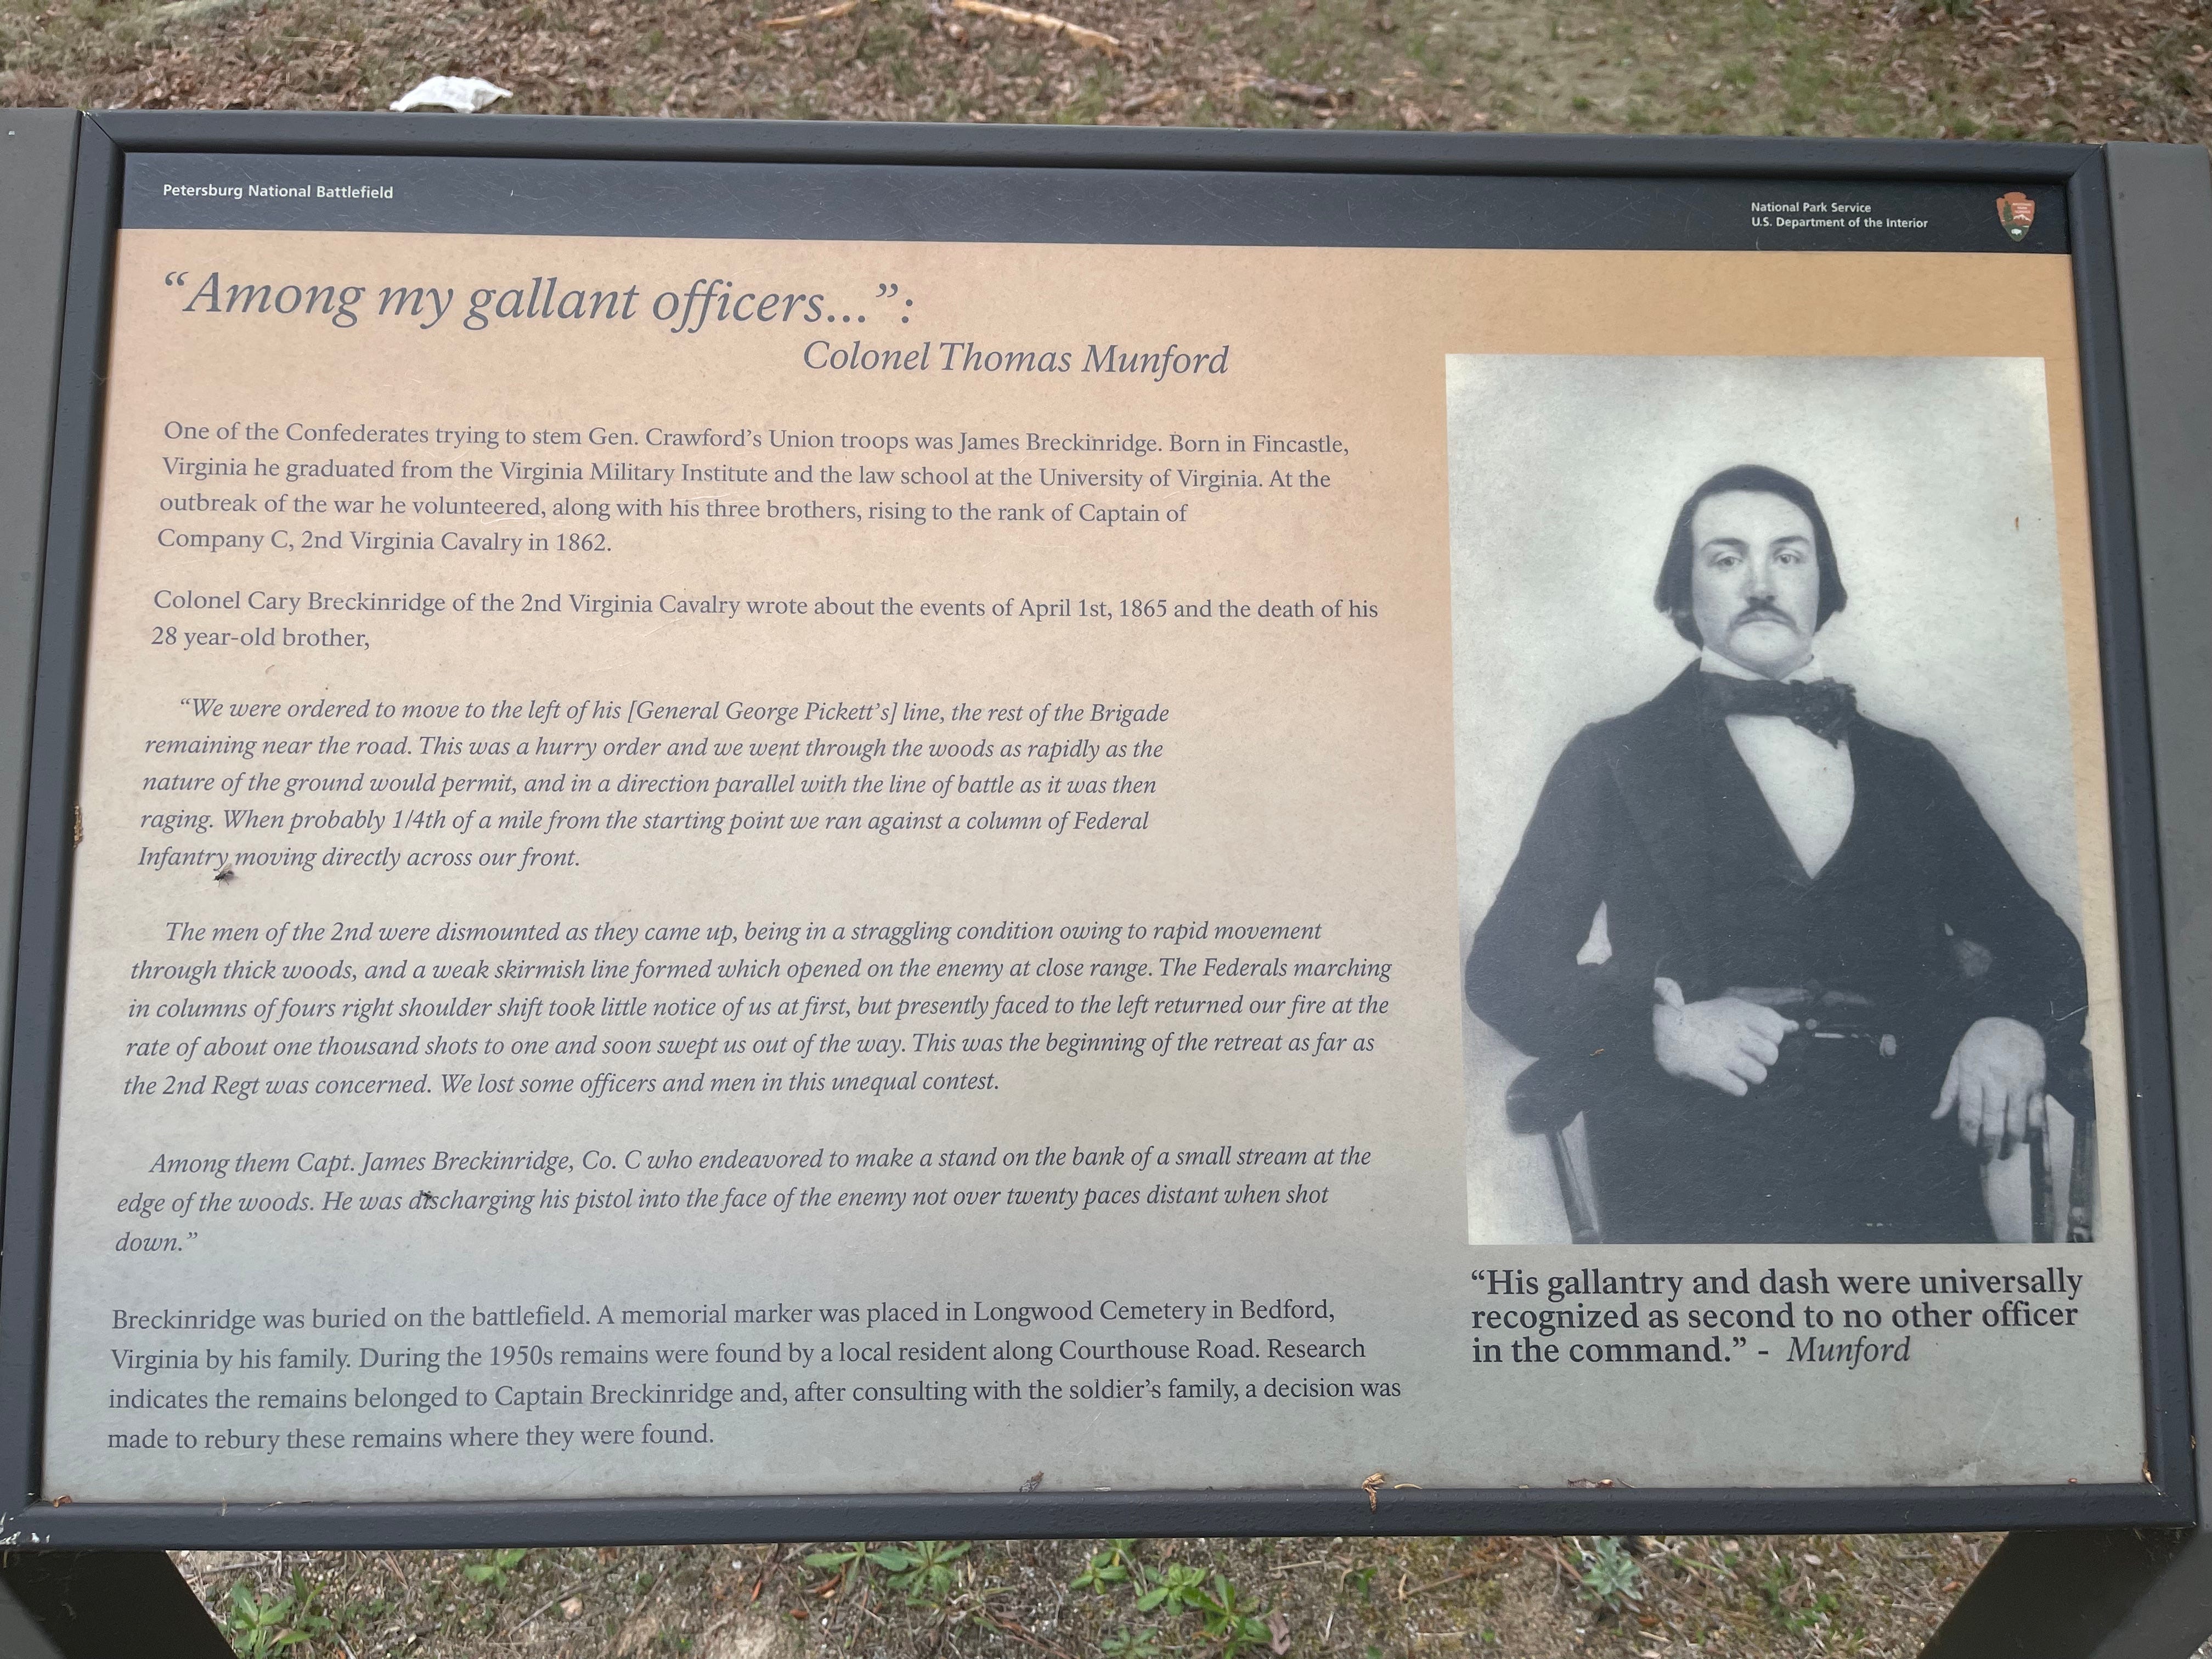 Petersburg National Battlefield
National Park Service
U.S. Department of the Interior
“Among my gallant officers...”:
Colonel Thomas Munford
One of the Confederates trying to stem Gen. Crawford’s Union troops was James Breckinridge. Born in Fincastle,
Virginia he graduated from the Virginia Military Institute and the law school at the University of Virginia. At the
outbreak of the war he volunteered, along with his three brothers, rising to the rank of Captain of
Company C, 2nd Virginia Cavalry in 1862.
Colonel Cary Breckinridge of the 2nd Virginia Cavalry wrote about the events of April 1st, 1865 and the death of his
28 year-old brother,
“We were ordered to move to the left of his [General George Pickett’s] line, the rest of the Brigade
remaining near the road. This was a hurry order and we went through the woods as rapidly as the
nature of the ground would permit, and in a direction parallel with the line of battle as it was then
raging. When probably 1/4th of a mile from the starting point we ran against a column of Federal
Infantry moving directly across our front.
The men of the 2nd were dismounted as they came up, being in a straggling condition owing to rapid movement
through thick woods, and a weak skirmish line formed which opened on the enemy at close range. The Federals marching
in columns of fours right shoulder shift took little notice of us at first, but presently faced to the left returned our fire at the
rate of about one thousand shots to one and soon swept us out of the way. This was the beginning of the retreat as far as
the 2nd Regt was concerned. We lost some officers and men in this unequal contest.
Among them Capt. James Breckinridge, Co. C who endeavored to make a stand on the bank of a small stream at the
edge of the woods. He was discharging his pistol into the face of the enemy not over twenty paces distant when shot
down.”
Breckinridge was buried on the battlefield. A memorial marker was placed in Longwood Cemetery in Bedford,
Virginia by his family. During the 1950s remains were found by a local resident along Courthouse Road. Research
indicates the remains belonged to Captain Breckinridge and, after consulting with the soldier’s family, a decision was
made to rebury these remains where they were found.
“His gallantry and dash were universally
recognized as second to no other officer
in the command.” - Munford